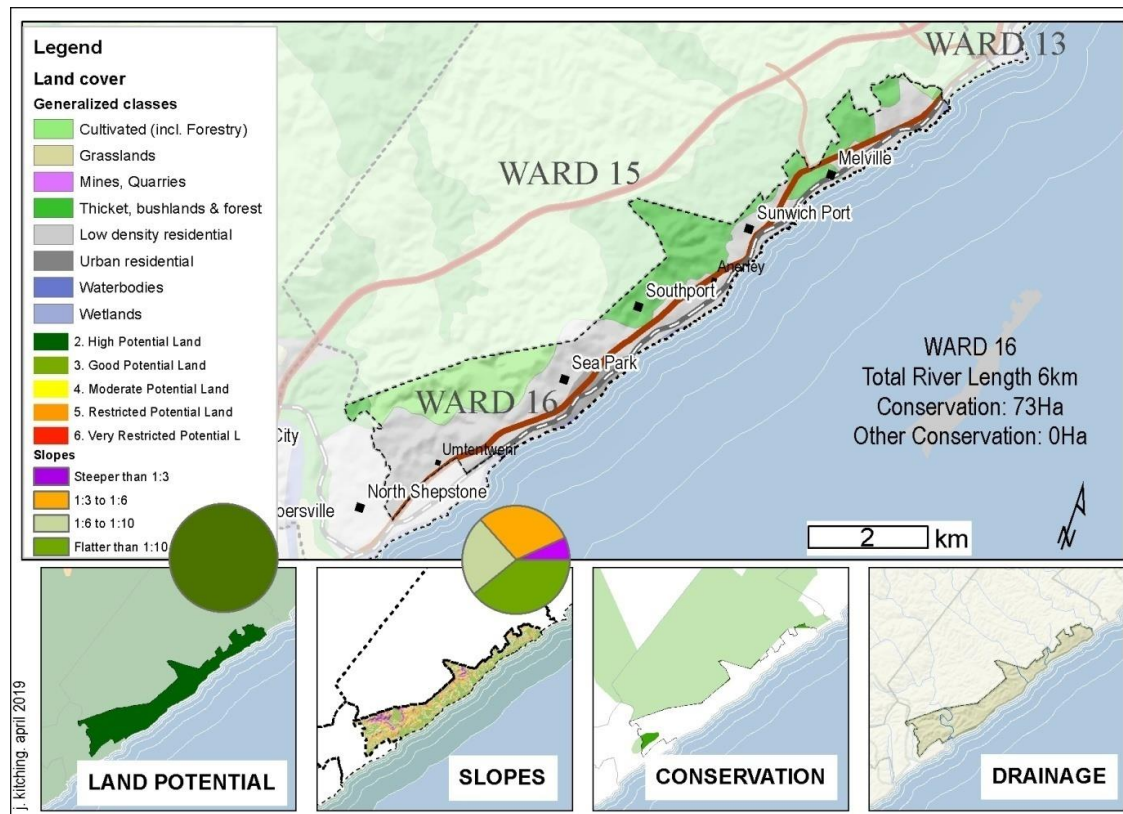 Legend
Land cover
Generalized classes
Cultivated (incl. Forestry)
Grasslands
Mines, Quarries
Thicket, bushlands & forest
Low density residential
Urban residential
Waterbodies
Wetlands
2. High Potential Land
3. Good Potential Land
4. Moderate Potential Land
5. Restricted Potential Land
6. Very Restricted Potential L
Slopes
Steeper than 1:3
1:3 to 1:6
1:6 to 1:10
Flatter than 1:10
WARD 13
WARD 15
Melville
Sunwich Port
Anerley
Southport
Sea Park
WARD 16
City
North Shepstone
bersville
WARD 16
Total River Length 6km
Conservation: 73Ha
Other Conservation: 0Ha
2 km
LAND POTENTIAL
SLOPES
CONSERVATION
DRAINAGE
j. kitching. april 2019